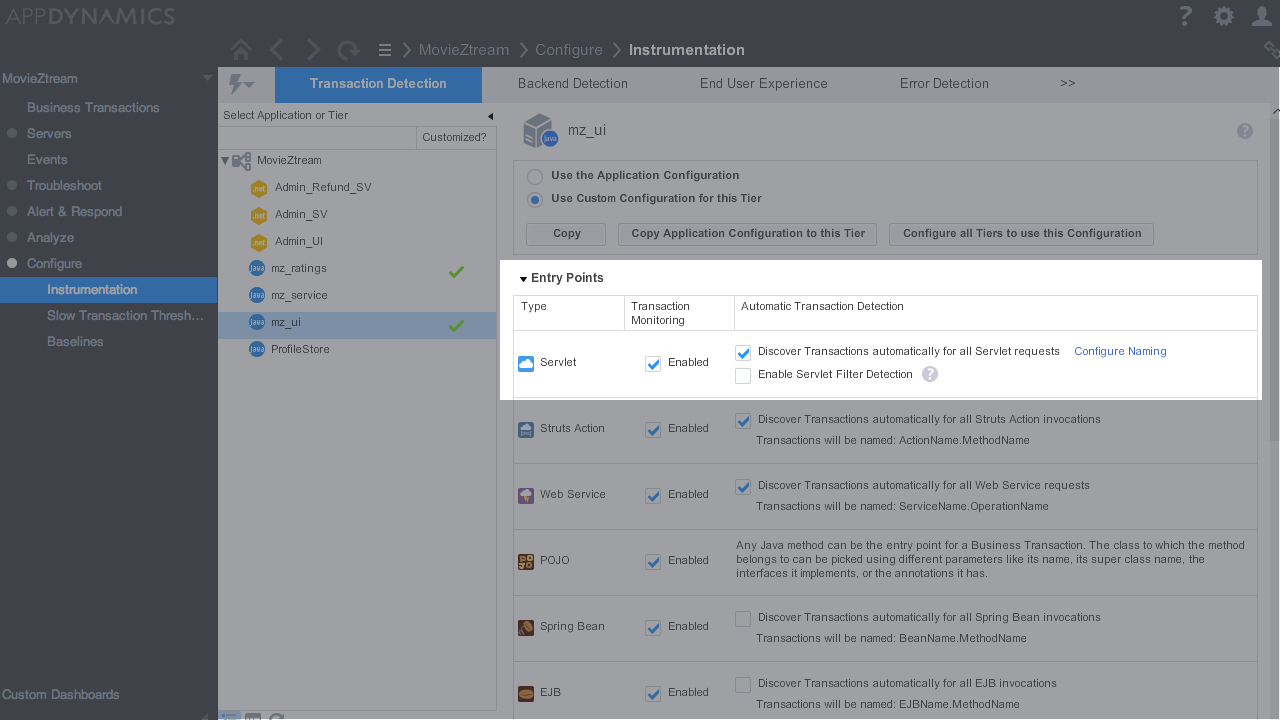 APPDYNAMICS
?
MovieZtream Configure Instrumentation
MovieZtream
Business Transactions
Servers
Events
Troubleshoot
Alert & Respond
Analyze
Configure
Instrumentation
Slow Transaction Thresh...
Baselines
Custom Dashboards
Transaction Detection
Backend Detection
End User Experience
Error Detection
>>
Select Application or Tier
Customized?
MovieZtream
.net Admin_Refund_SV
.net Admin_SV
.net Admin_UI
Java mz_ratings
Java mz_service
Java mz_ui
Java ProfileStore
Java mz_ui
?
Use the Application Configuration
Use Custom Configuration for this Tier
Copy
Copy Application Configuration to this Tier
Configure all Tiers to use this Configuration
Entry Points
Type
Transaction
Monitoring
Automatic Transaction Detection
Servlet
Enabled
Discover Transactions automatically for all Servlet requests Configure Naming
Enable Servlet Filter Detection ?
Struts Action
Enabled
Discover Transactions automatically for all Struts Action invocations
Transactions will be named: ActionName.MethodName
Web Service
Enabled
Discover Transactions automatically for all Web Service requests
Transactions will be named: ServiceName.OperationName
POJO
Enabled
Any Java method can be the entry point for a Business Transaction. The class to which the method
belongs to can be picked using different parameters like its name, its super class name, the
interfaces it implements, or the annotations it has.
Spring Bean
Enabled
Discover Transactions automatically for all Spring Bean invocations
Transactions will be named: BeanName.MethodName
EJB
Enabled
Discover Transactions automatically for all EJB invocations
Transactions will be named: EJBName.MethodName